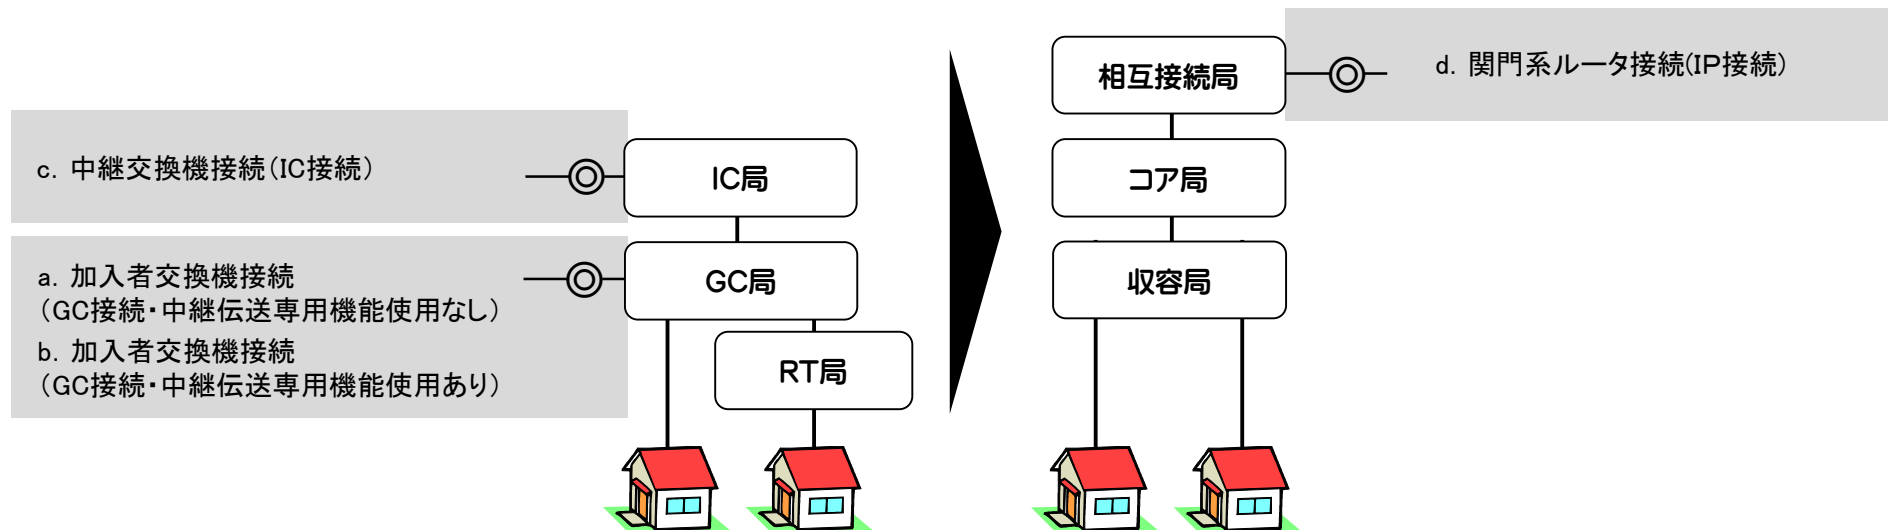 c. 中継交換機接続(IC接続)
a. 加入者交換機接続
(GC接続・中継伝送専用機能使用なし)
b. 加入者交換機接続
(GC接続・中継伝送専用機能使用あり)
IC局
GC局
RT局
相互接続局
コア局
収容局
d. 関門系ルータ接続(IP接続)